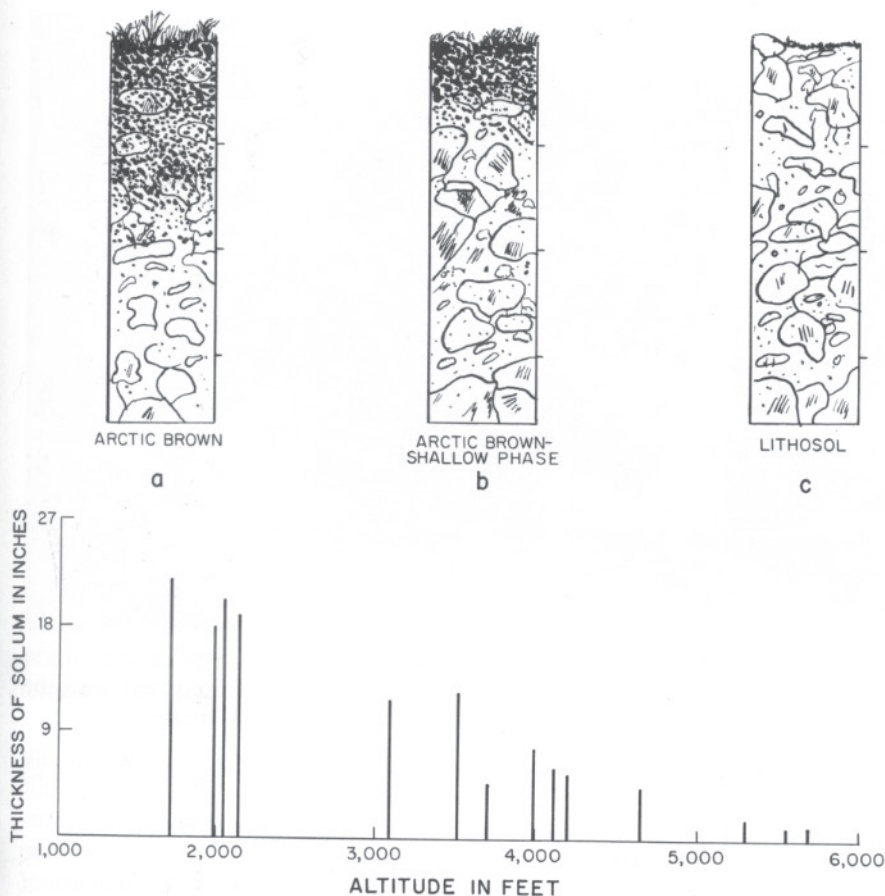 ARCTIC BROWN
a
ARCTIC BROWN-
SHALLOW PHASE
b
LITHOSOL
c
THICKNESS OF SOLUM IN INCHES
27
18
9
1,000
2,000
3,000
4,000
5,000
6,000
ALTITUDE IN FEET